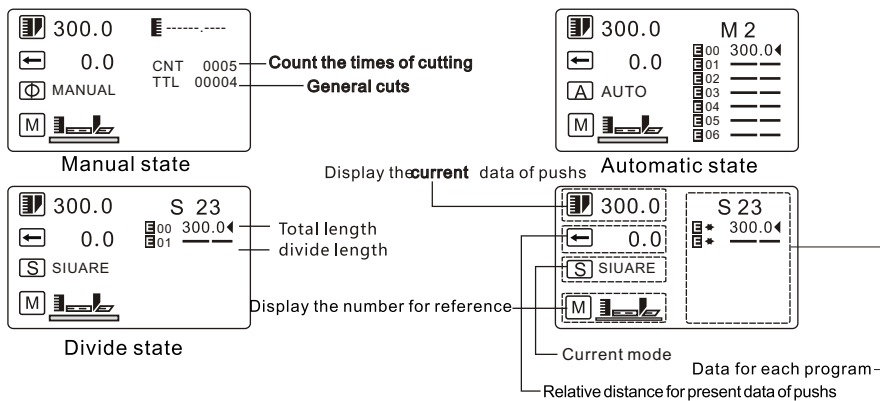 300.0
------.----
0.0
CNT 0005
TTL 00004
Φ MANUAL
M
Count the times of cutting
General cuts
Manual state
300.0
M 2
0.0
E 00 300.0
E 01 — —
E 02 — —
A AUTO
E 03 — —
E 04 — —
M
E 05 — —
E 06 — —
Automatic state
Display thecurrent data of pushs
300.0
S 23
E 00 300.0
0.0
E 01 — —
S SIUARE
M
Total length
divide length
Divide state
300.0
S 23
E * 300.0
0.0
E * — —
S SIUARE
M
Display the number for reference
Current mode
Data for each program
Relative distance for present data of pushs